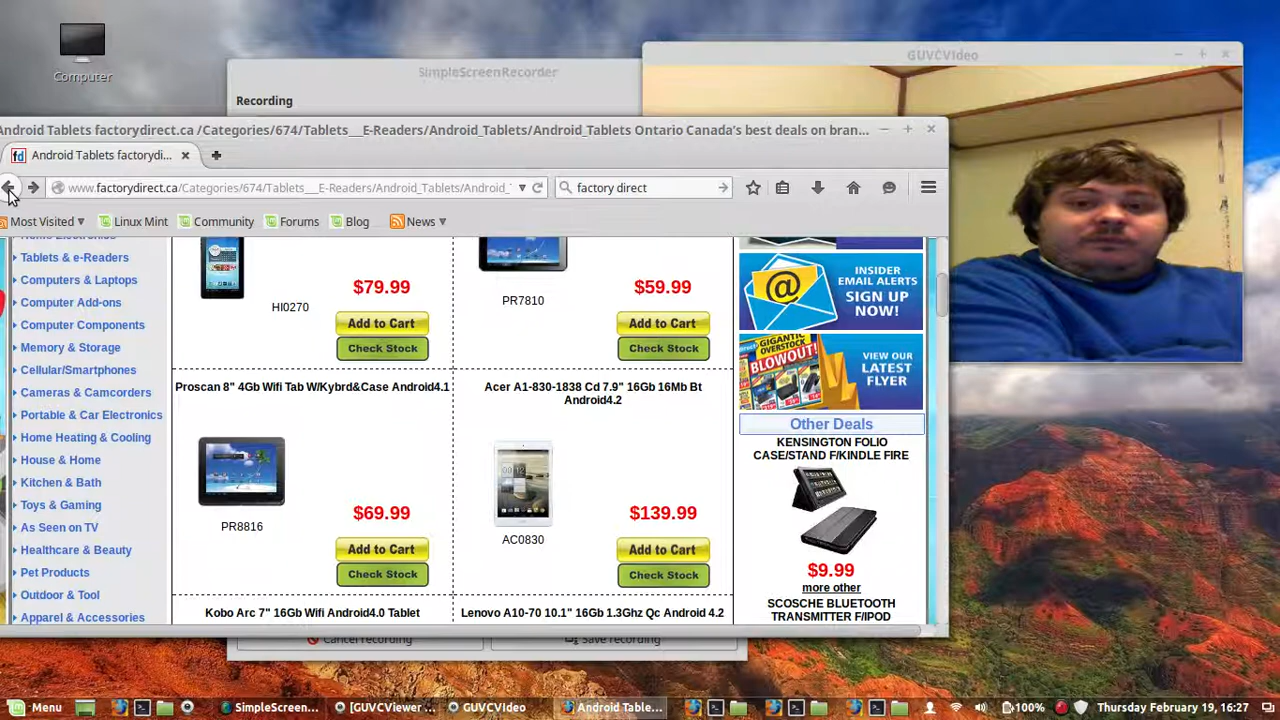 Computer
SimpleScreenRecorder
GUVCVideo
Recording
Android Tablets factorydirect.ca /Categories/674/Tablets__E-Readers/Android_Tablets/Android_Tablets Ontario Canada's best deals on bran...
fd Android Tablets factorydi...
www.factorydirect.ca/Categories/674/Tablets__E-Readers/Android_Tablets/Android_
factory direct
Most Visited
Linux Mint
Community
Forums
Blog
News
Home Electronics
Tablets & e-Readers
Computers & Laptops
Computer Add-ons
Computer Components
Memory & Storage
Cellular/Smartphones
Cameras & Camcorders
Portable & Car Electronics
Home Heating & Cooling
House & Home
Kitchen & Bath
Toys & Gaming
As Seen on TV
Healthcare & Beauty
Pet Products
Outdoor & Tool
Apparel & Accessories
$79.99
HI0270
Add to Cart
Check Stock
$59.99
PR7810
Add to Cart
Check Stock
Proscan 8" 4Gb Wifi Tab W/Kybrd&Case Android4.1
$69.99
PR8816
Add to Cart
Check Stock
Acer A1-830-1838 Cd 7.9" 16Gb 16Mb Bt
Android4.2
$139.99
AC0830
Add to Cart
Check Stock
Kobo Arc 7" 16Gb Wifi Android4.0 Tablet
Lenovo A10-70 10.1" 16Gb 1.3Ghz Qc Android 4.2
INSIDER
EMAIL ALERTS
SIGN UP
NOW!
GIGANTIC
OVERSTOCK
BLOWOUT!
VIEW OUR
LATEST
FLYER
Other Deals
KENSINGTON FOLIO
CASE/STAND F/KINDLE FIRE
$9.99
more other
SCOSCHE BLUETOOTH
TRANSMITTER F/IPOD
Cancel recording
Save recording
Menu
SimpleScreen...
[GUVCViewer ...
GUVCVideo
Android Table...
100%
Thursday February 19, 16:27